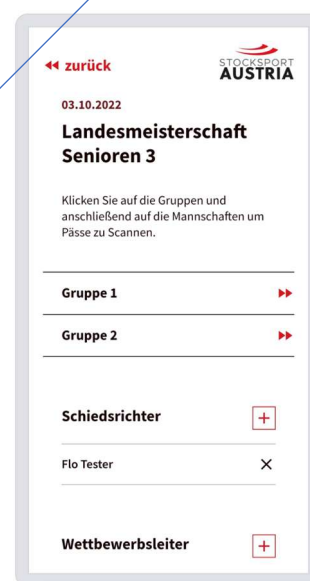 zurück
STOCKSPORT
AUSTRIA
03.10.2022
Landesmeisterschaft
Senioren 3
Klicken Sie auf die Gruppen und
anschließend auf die Mannschaften um
Pässe zu Scannen.
Gruppe 1
Gruppe 2
Schiedsrichter
Flo Tester
Wettbewerbsleiter